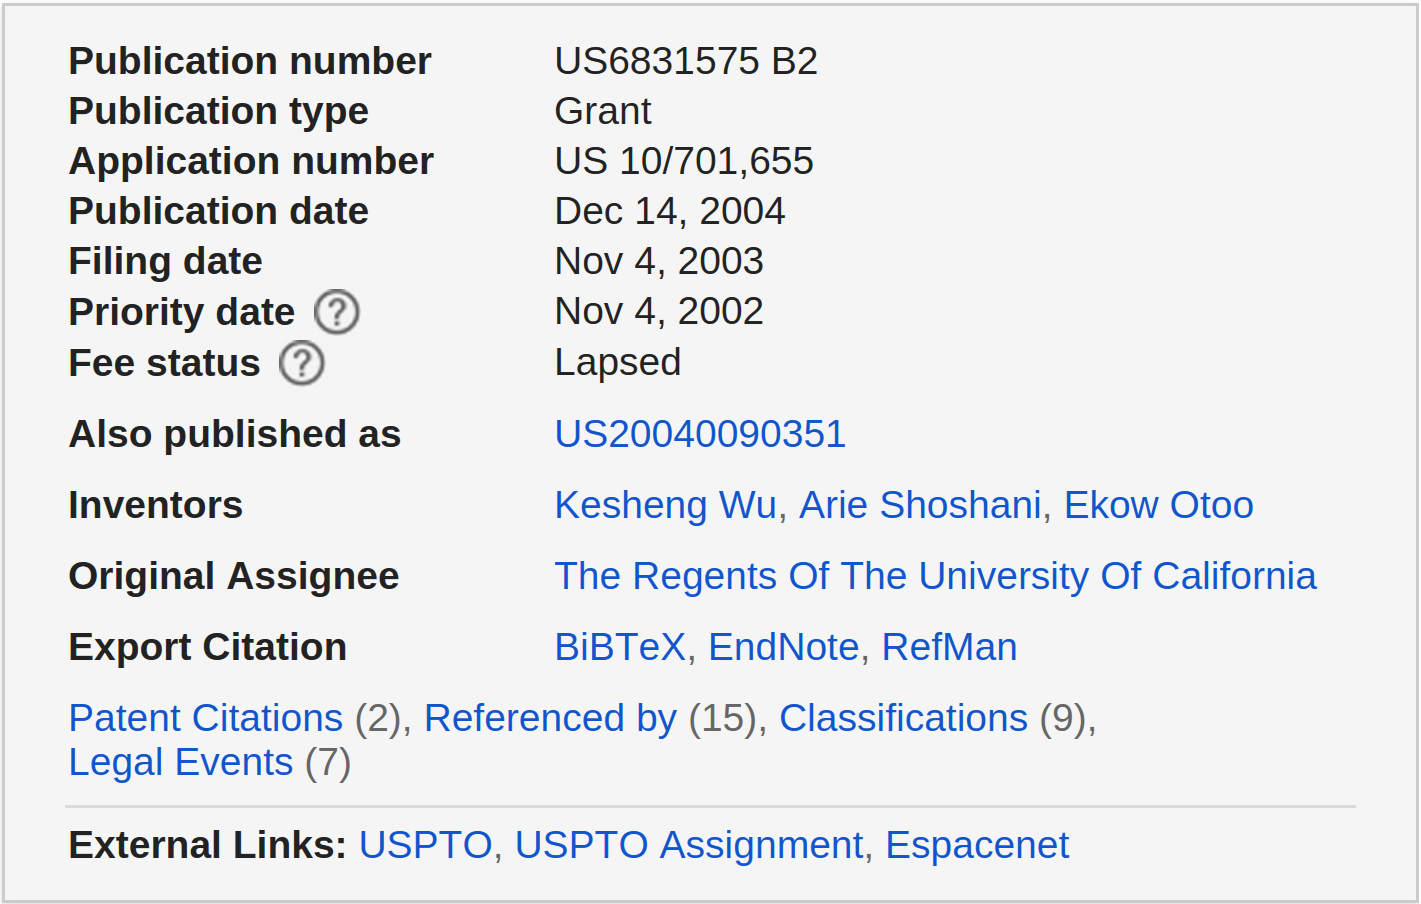 Publication number US6831575 B2
Publication type Grant
Application number US 10/701,655
Publication date Dec 14, 2004
Filing date Nov 4, 2003
Priority date ? Nov 4, 2002
Fee status ? Lapsed
Also published as US20040090351
Inventors Kesheng Wu, Arie Shoshani, Ekow Otoo
Original Assignee The Regents Of The University Of California
Export Citation BiBTeX, EndNote, RefMan
Patent Citations (2), Referenced by (15), Classifications (9),
Legal Events (7)
External Links: USPTO, USPTO Assignment, Espacenet